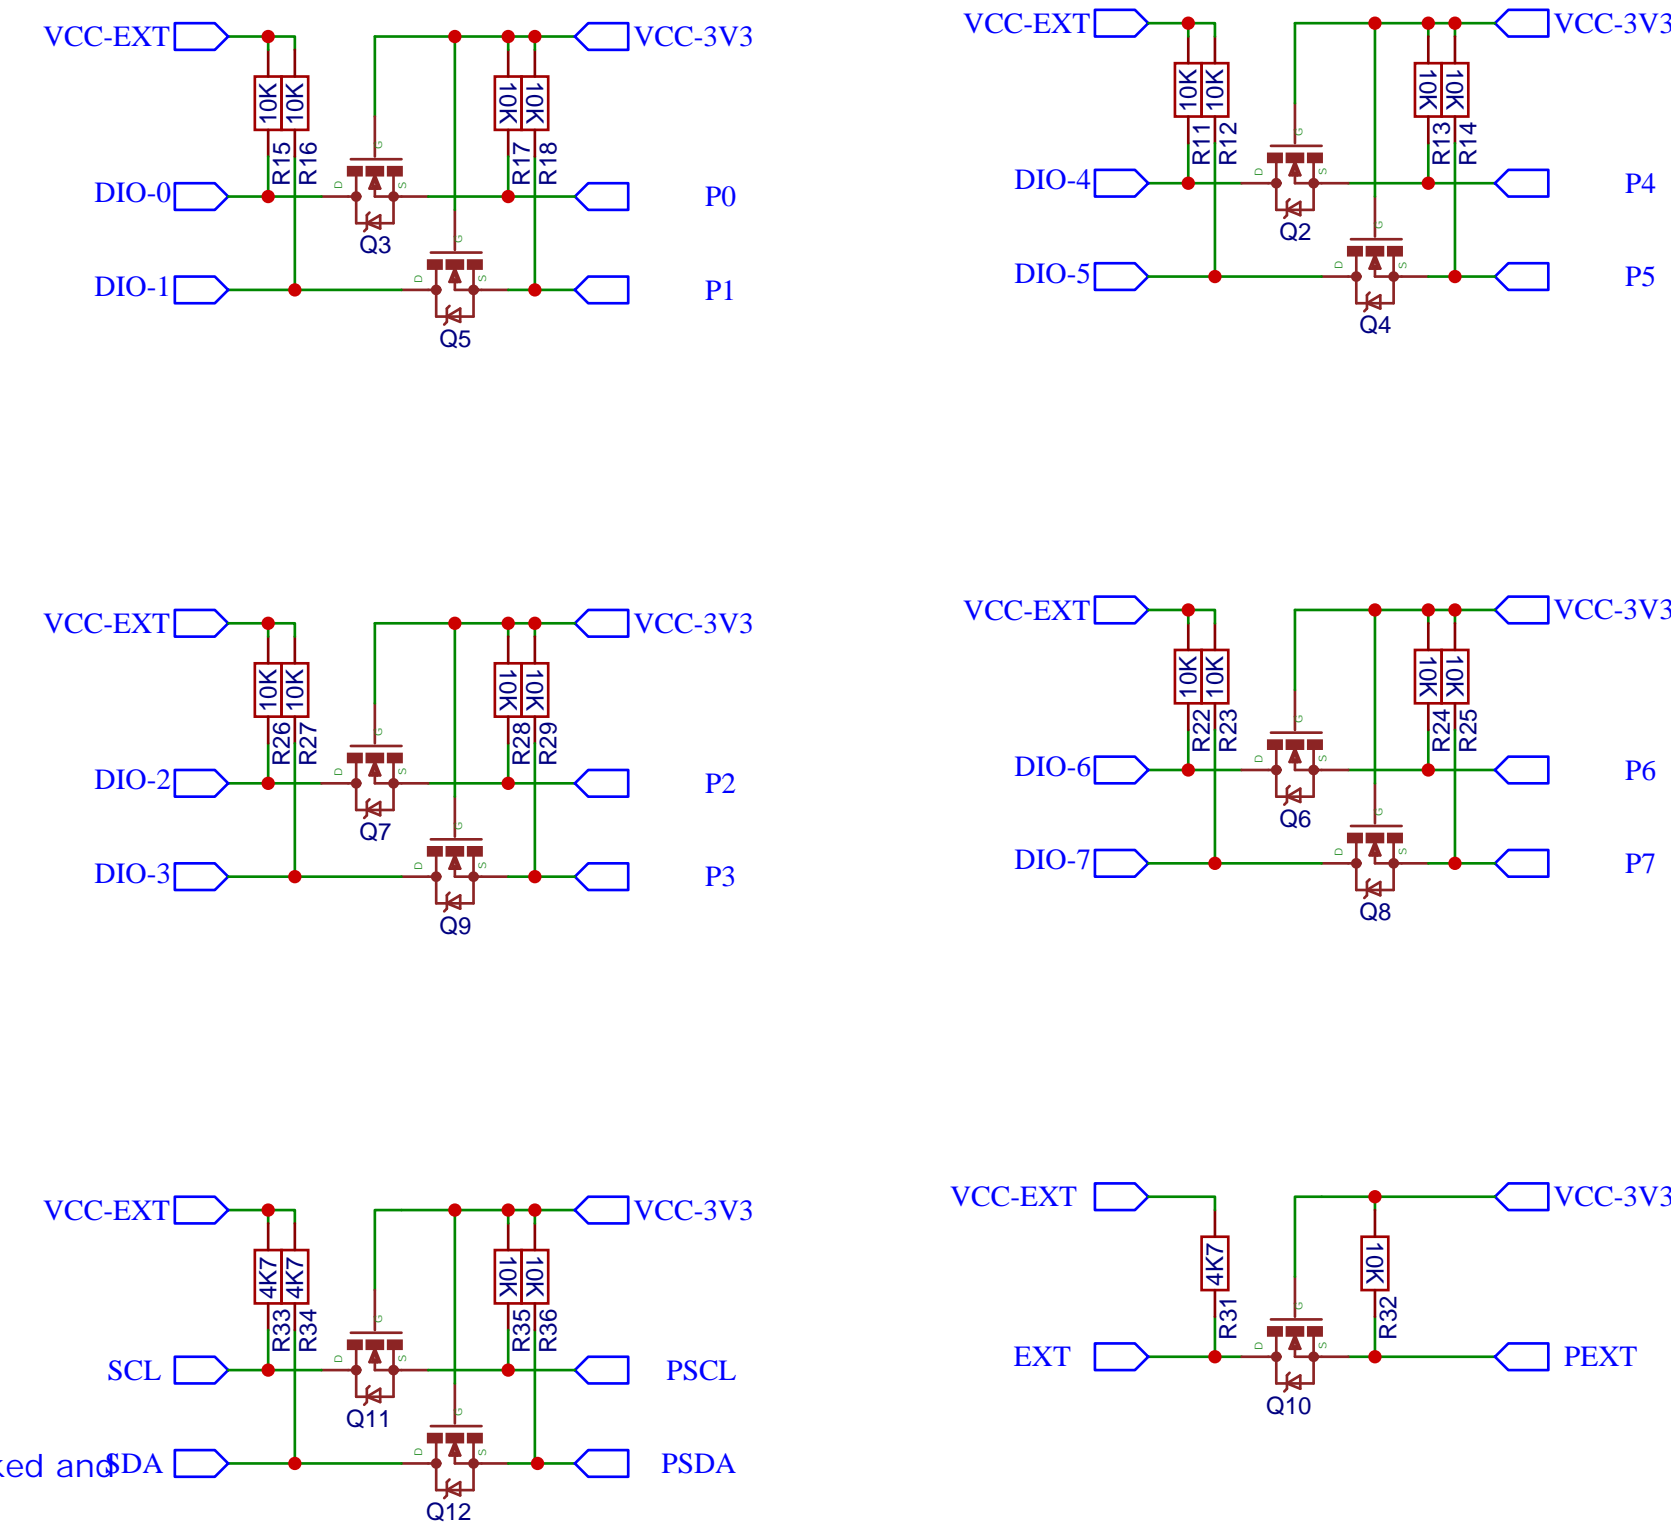 VCC-EXT
VCC-3V3
10K
10K
10K
10K
R15
R16
R17
R18
G
D
S
DIO-0
P0
Q3
G
D
S
DIO-1
P1
Q5
VCC-EXT
VCC-3V3
10K
10K
10K
10K
R11
R12
R13
R14
G
D
S
DIO-4
P4
Q2
G
D
S
DIO-5
P5
Q4
VCC-EXT
VCC-3V3
10K
10K
10K
10K
R26
R27
R28
R29
G
D
S
DIO-2
P2
Q7
G
D
S
DIO-3
P3
Q9
VCC-EXT
VCC-3V3
10K
10K
10K
10K
R22
R23
R24
R25
G
D
S
DIO-6
P6
Q6
G
D
S
DIO-7
P7
Q8
VCC-EXT
VCC-3V3
4K7
4K7
10K
10K
R33
R34
R35
R36
G
D
S
SCL
PSCL
Q11
G
D
S
ked and
SDA
PSDA
Q12
VCC-EXT
VCC-3V3
4K7
10K
R31
R32
G
D
S
EXT
PEXT
Q10